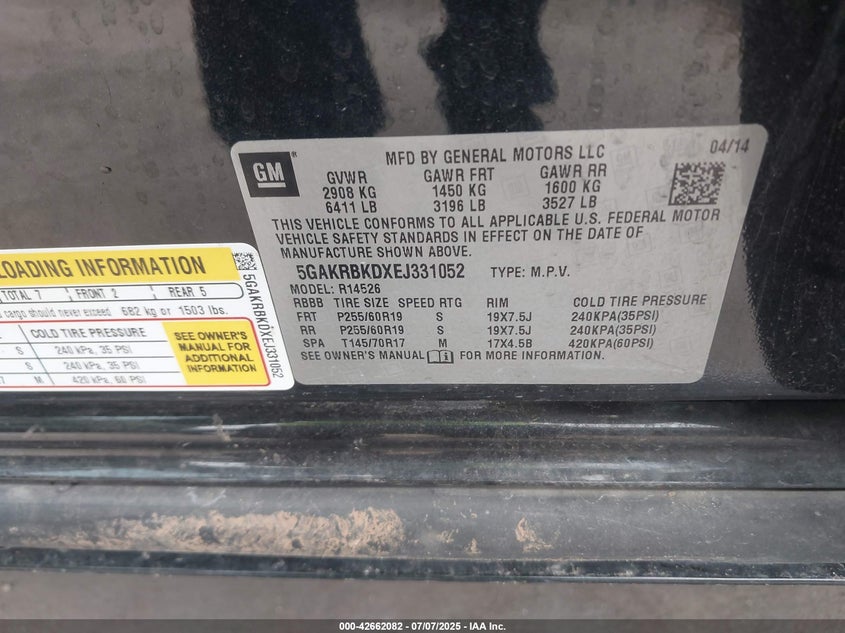 GM
MFD BY GENERAL MOTORS LLC
04/14
GVWR GAWR FRT GAWR RR
2908 KG 1450 KG 1600 KG
6411 LB 3196 LB 3527 LB
THIS VEHICLE CONFORMS TO ALL APPLICABLE U.S. FEDERAL MOTOR
VEHICLE SAFETY STANDARDS IN EFFECT ON THE DATE OF
MANUFACTURE SHOWN ABOVE.
5GAKRBKDXEJ331052 TYPE: M.P.V.
MODEL: R14526
RBBB TIRE SIZE SPEED RTG RIM COLD TIRE PRESSURE
FRT P255/60R19 S 19X7.5J 240KPA(35PSI)
RR P255/60R19 S 19X7.5J 240KPA(35PSI)
SPA T145/70R17 M 17X4.5B 420KPA(60PSI)
SEE OWNER'S MANUAL FOR MORE INFORMATION.
LOADING INFORMATION
TOTAL 7 FRONT 2 REAR 5
cargo should never exceed 682 kg or 1503 lbs.
COLD TIRE PRESSURE
S 240 kPa, 35 PSI
S 240 kPa, 35 PSI
7 M 420 kPa, 60 PSI
SEE OWNER'S
MANUAL FOR
ADDITIONAL
INFORMATION
5GAKRBKDXEJ331052
000-42662082 - 07/07/2025 - IAA Inc.